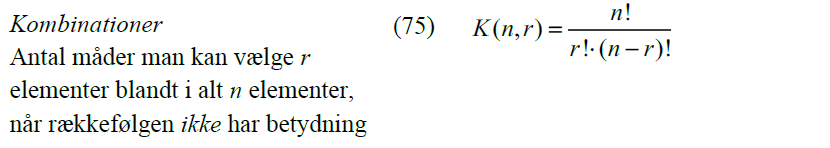 Kombinationer
Antal måder man kan vælge r
elementer blandt i alt n elementer,
når rækkefølgen ikke har betydning
(75) K(n,r) = n! / (r!·(n−r)!)